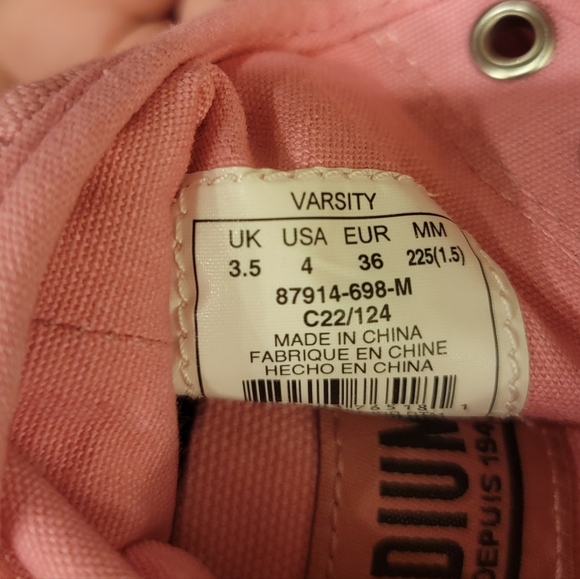 VARSITY
UK USA EUR MM
3.5 4 36 225(1.5)
87914-698-M
C22/124
MADE IN CHINA
FABRIQUE EN CHINE
HECHO EN CHINA
DEPUIS 194